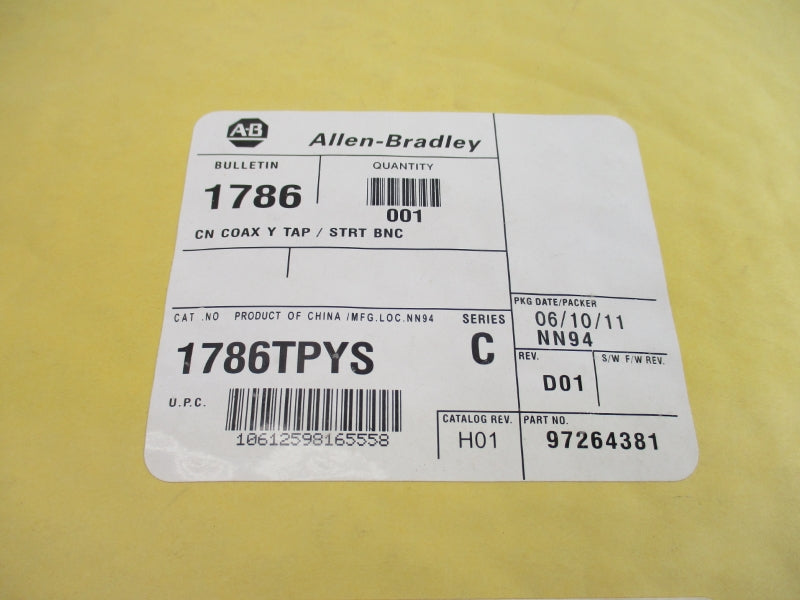 A-B
Allen-Bradley
BULLETIN
1786
QUANTITY
001
CN COAX Y TAP / STRT BNC
CAT .NO PRODUCT OF CHINA /MFG.LOC.NN94
1786TPYS
SERIES
C
U.P.C.
10612598165558
PKG DATE/PACKER
06/10/11
NN94
REV.
D01
S/W F/W REV.
CATALOG REV.
H01
PART NO.
97264381